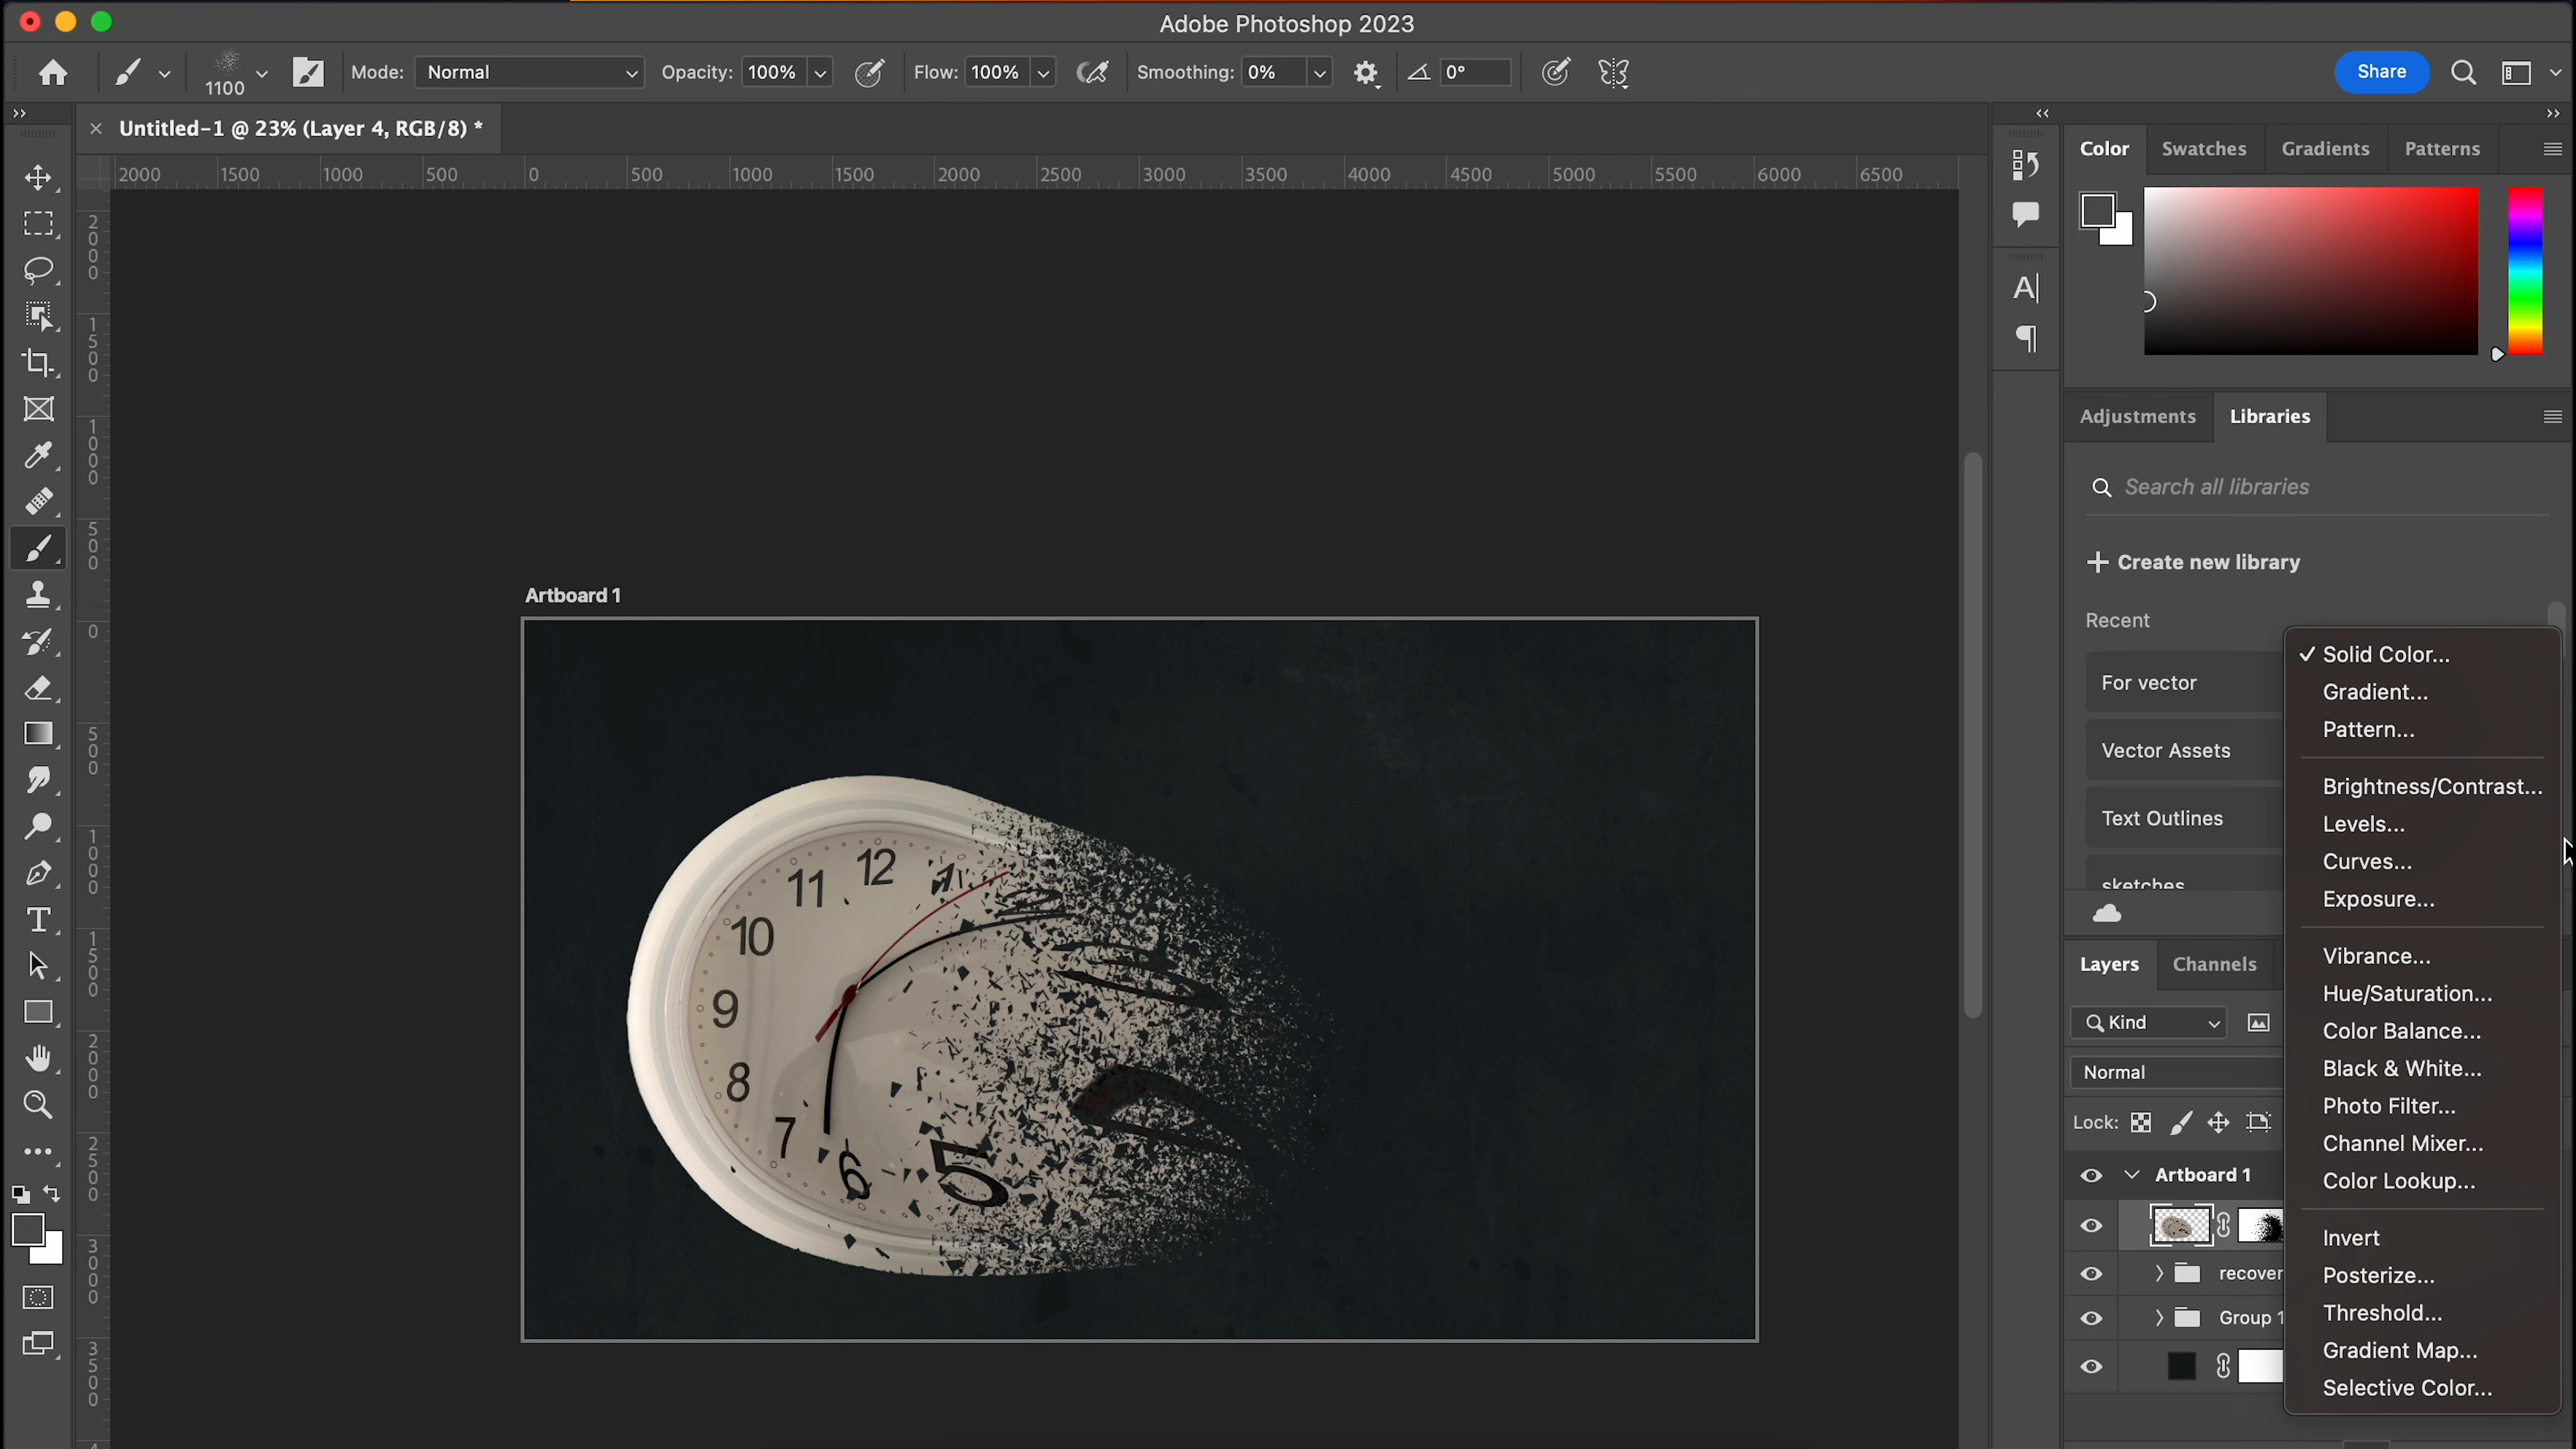 Adobe Photoshop 2023
1100
Mode: Normal
Opacity: 100%
Flow: 100%
Smoothing: 0%
0°
Share
Untitled-1 @ 23% (Layer 4, RGB/8) *
2000 1500 1000 500 0 500 1000 1500 2000 2500 3000 3500 4000 4500 5000 5500 6000 6500
2000
1500
1000
500
0
500
1000
1500
2000
2500
3000
3500
Color Swatches Gradients Patterns
Adjustments Libraries
Search all libraries
+ Create new library
Recent
For vector
Vector Assets
Text Outlines
sketches
Layers Channels
Kind
Normal
Lock:
Artboard 1
recover
Group 1
✓ Solid Color...
Gradient...
Pattern...
Brightness/Contrast...
Levels...
Curves...
Exposure...
Vibrance...
Hue/Saturation...
Color Balance...
Black & White...
Photo Filter...
Channel Mixer...
Color Lookup...
Invert
Posterize...
Threshold...
Gradient Map...
Selective Color...
Artboard 1
12
11
1
10
9
8
7
6
5